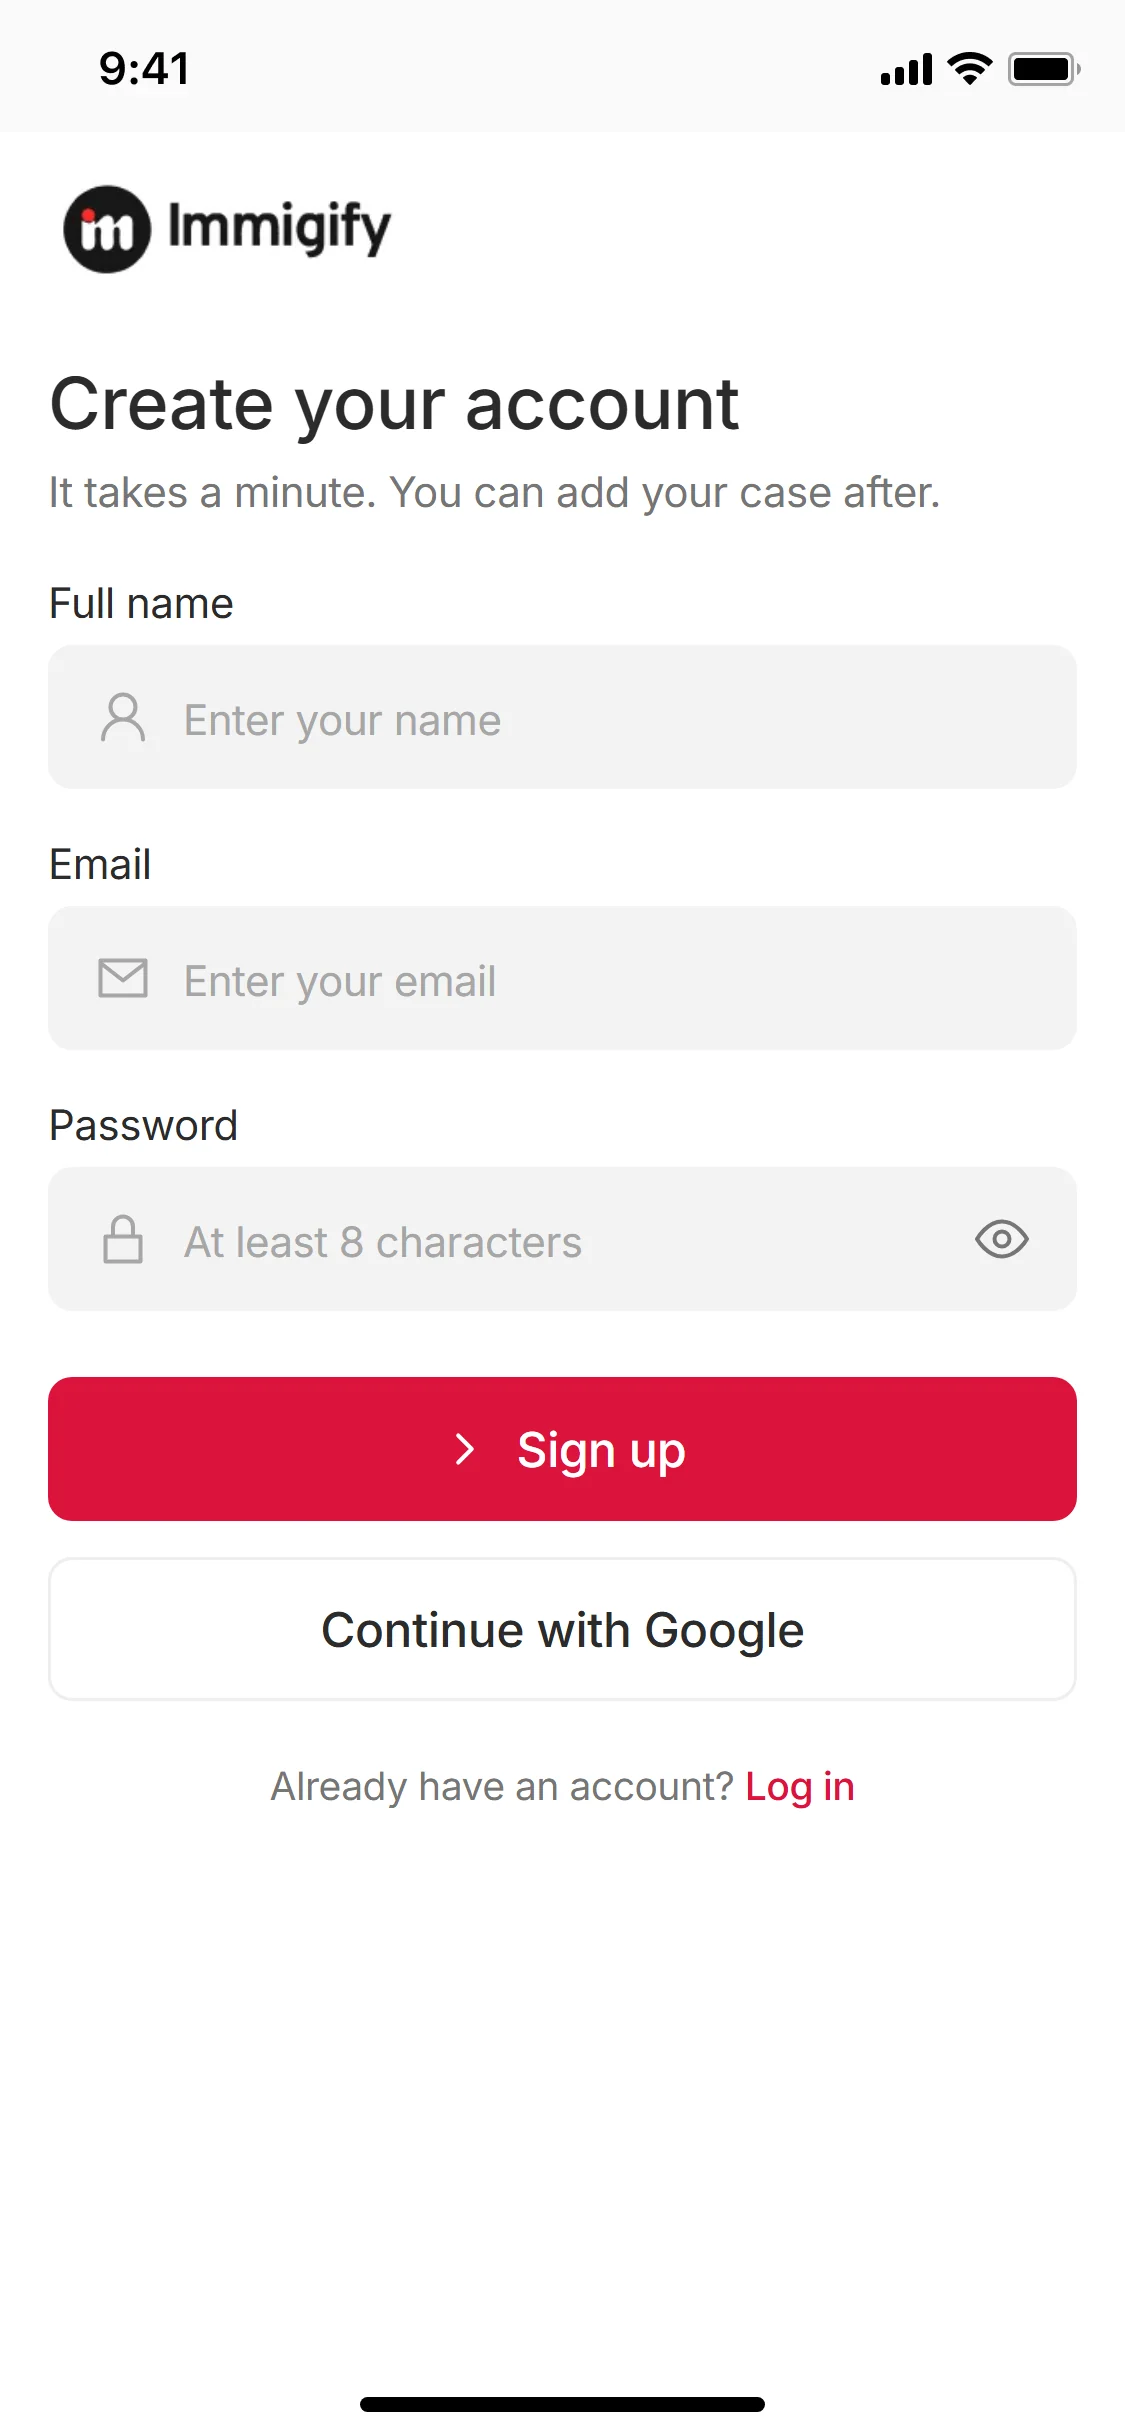 9:41
im Immigify
Create your account
It takes a minute. You can add your case after.
Full name
Enter your name
Email
Enter your email
Password
At least 8 characters
Sign up
Continue with Google
Already have an account? Log in